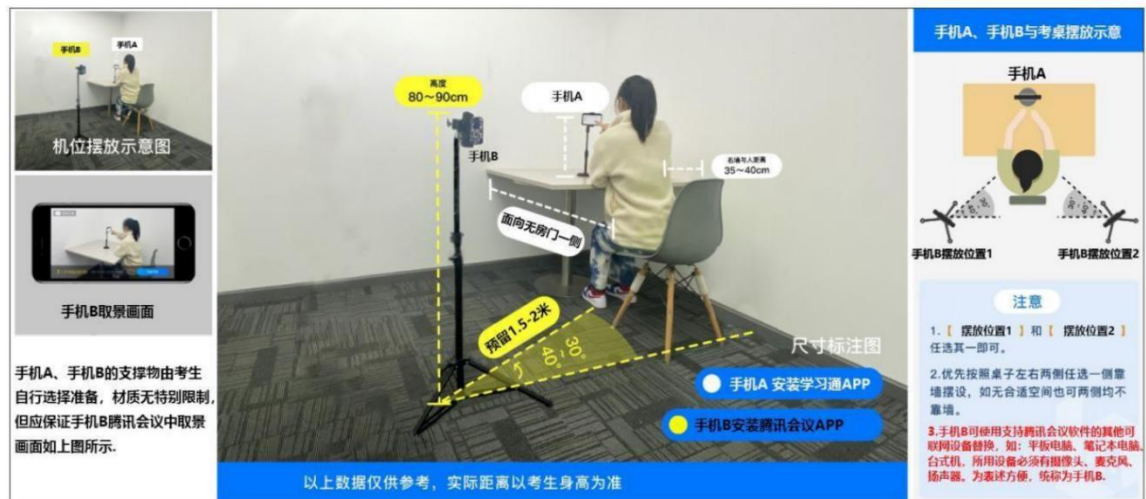 手机B
手机A
机位摆放示意图
手机B取景画面
手机A、手机B的支撑物由考生
自行选择准备，材质无特别限制，
但应保证手机B腾讯会议中取景
画面如上图所示.
高度
80～90cm
手机A
手机B
右墙与人距离
35～40cm
面向无房门一侧
预留1.5-2米
30°
40°
尺寸标注图
手机A 安装学习通APP
手机B安装腾讯会议APP
以上数据仅供参考，实际距离以考生身高为准
手机A、手机B与考桌摆放示意
手机A
手机B摆放位置1
手机B摆放位置2
注意
1.【 摆放位置1 】和【 摆放位置2 】
任选其一即可。
2.优先按照桌子左右两侧任选一侧靠
墙摆设，如无合适空间也可两侧均不
靠墙。
3.手机B可使用支持腾讯会议软件的其他可
联网设备替换，如：平板电脑、笔记本电脑、
台式机，所用设备必须有摄像头、麦克风、
扬声器。为表述方便，统称为手机B.